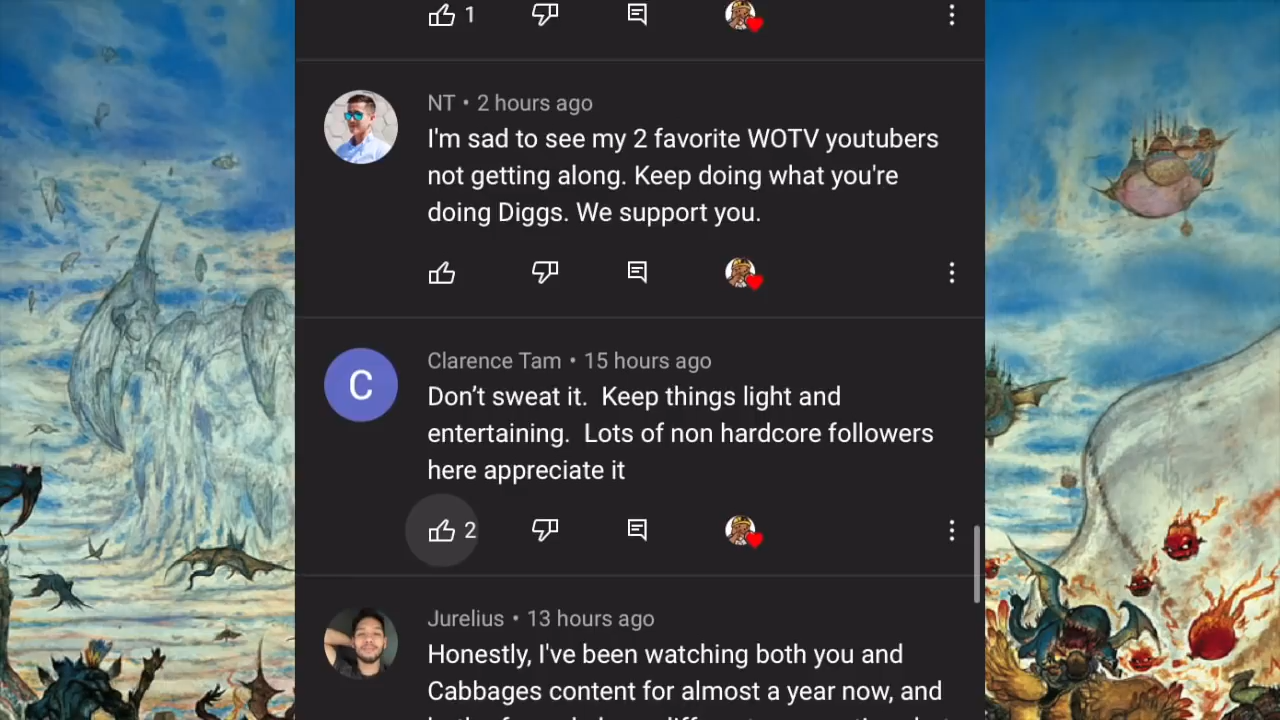 1
NT • 2 hours ago
I'm sad to see my 2 favorite WOTV youtubers
not getting along. Keep doing what you're
doing Diggs. We support you.
Clarence Tam • 15 hours ago
C
Don’t sweat it.  Keep things light and
entertaining.  Lots of non hardcore followers
here appreciate it
2
Jurelius • 13 hours ago
Honestly, I've been watching both you and
Cabbages content for almost a year now, and